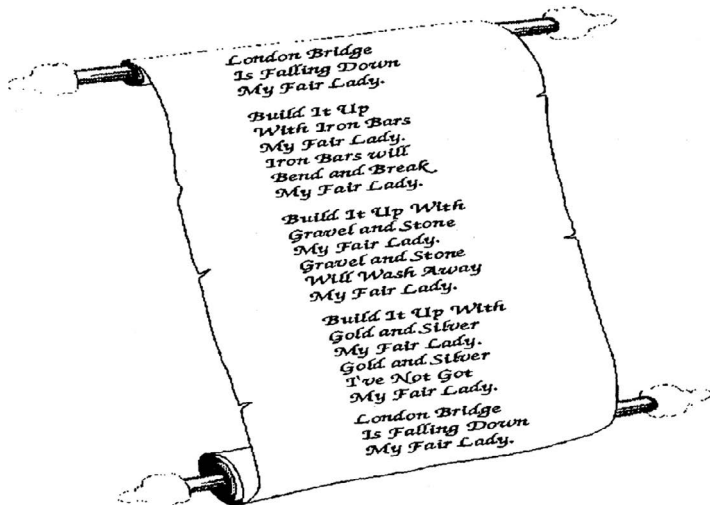 London Bridge
Is Falling Down
My Fair Lady.
Build It Up
With Iron Bars
My Fair Lady.
Iron Bars will
Bend and Break
My Fair Lady.
Build It Up With
Gravel and Stone
My Fair Lady.
Gravel and Stone
Will Wash Away
My Fair Lady.
Build It Up With
Gold and Silver
My Fair Lady.
Gold and Silver
I've Not Got
My Fair Lady.
London Bridge
Is Falling Down
My Fair Lady.